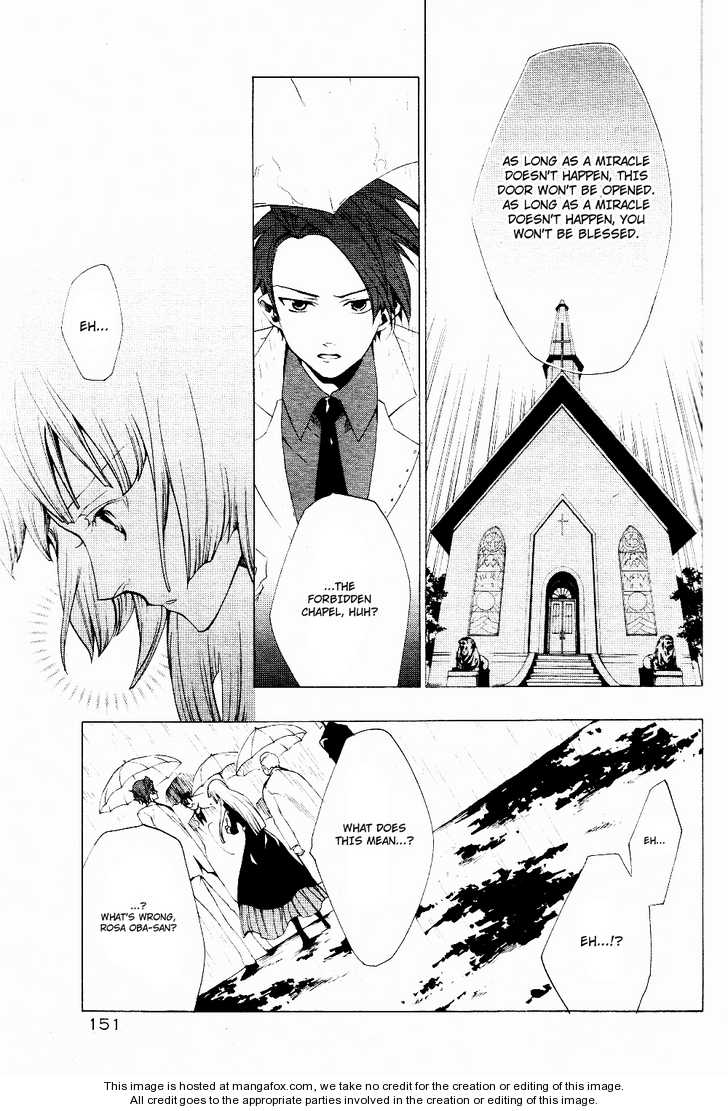 AS LONG AS A MIRACLE
DOESN'T HAPPEN, THIS
DOOR WON'T BE OPENED.
AS LONG AS A MIRACLE
DOESN'T HAPPEN, YOU
WON'T BE BLESSED.
...THE
FORBIDDEN
CHAPEL, HUH?
EH...
EH...
EH...!?
WHAT DOES
THIS MEAN...?
...?
WHAT'S WRONG,
ROSA OBA-SAN?
151
This image is hosted at mangafox.com, we take no credit for the creation or editing of this image.
All credit goes to the appropriate parties involved in the creation or editing of this image.